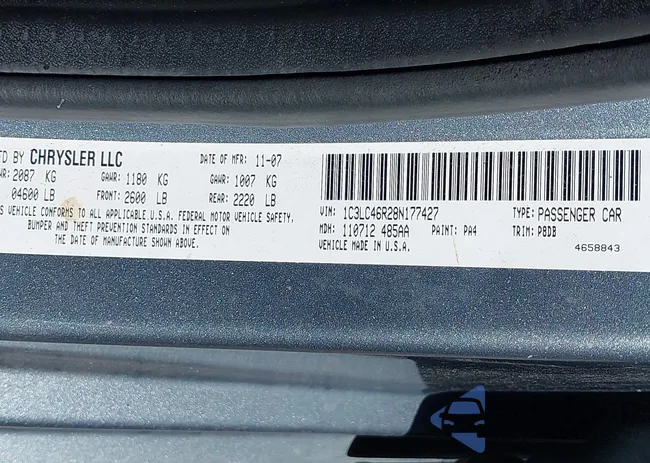 FD BY CHRYSLER LLC DATE OF MFR: 11-07
WR: 2087 KG GAWR: 1180 KG GAWR: 1007 KG
04600 LB FRONT: 2600 LB REAR: 2220 LB
VEHICLE CONFORMS TO ALL APPLICABLE U.S.A. FEDERAL MOTOR VEHICLE SAFETY,
BUMPER AND THEFT PREVENTION STANDARDS IN EFFECT ON
THE DATE OF MANUFACTURE SHOWN ABOVE.
VIN: 1C3LC46R28N177427 TYPE: PASSENGER CAR
MDH: 110712 485AA PAINT: PA4 TRIM: P8DB
VEHICLE MADE IN U.S.A. 4658843